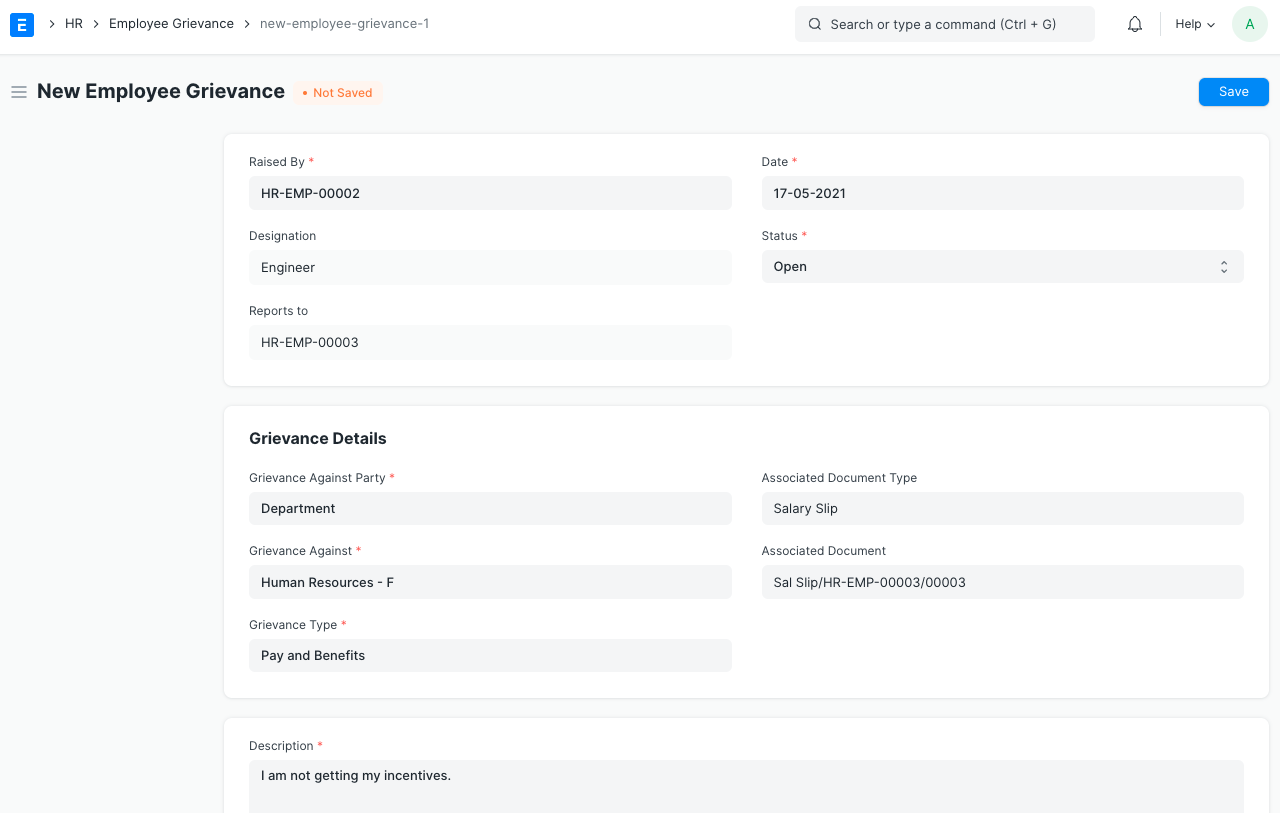 E HR Employee Grievance new-employee-grievance-1 Search or type a command (Ctrl + G) Help A
New Employee Grievance • Not Saved Save
Raised By * Date *
HR-EMP-00002 17-05-2021
Designation Status *
Engineer Open
Reports to
HR-EMP-00003
Grievance Details
Grievance Against Party * Associated Document Type
Department Salary Slip
Grievance Against * Associated Document
Human Resources - F Sal Slip/HR-EMP-00003/00003
Grievance Type *
Pay and Benefits
Description *
I am not getting my incentives.